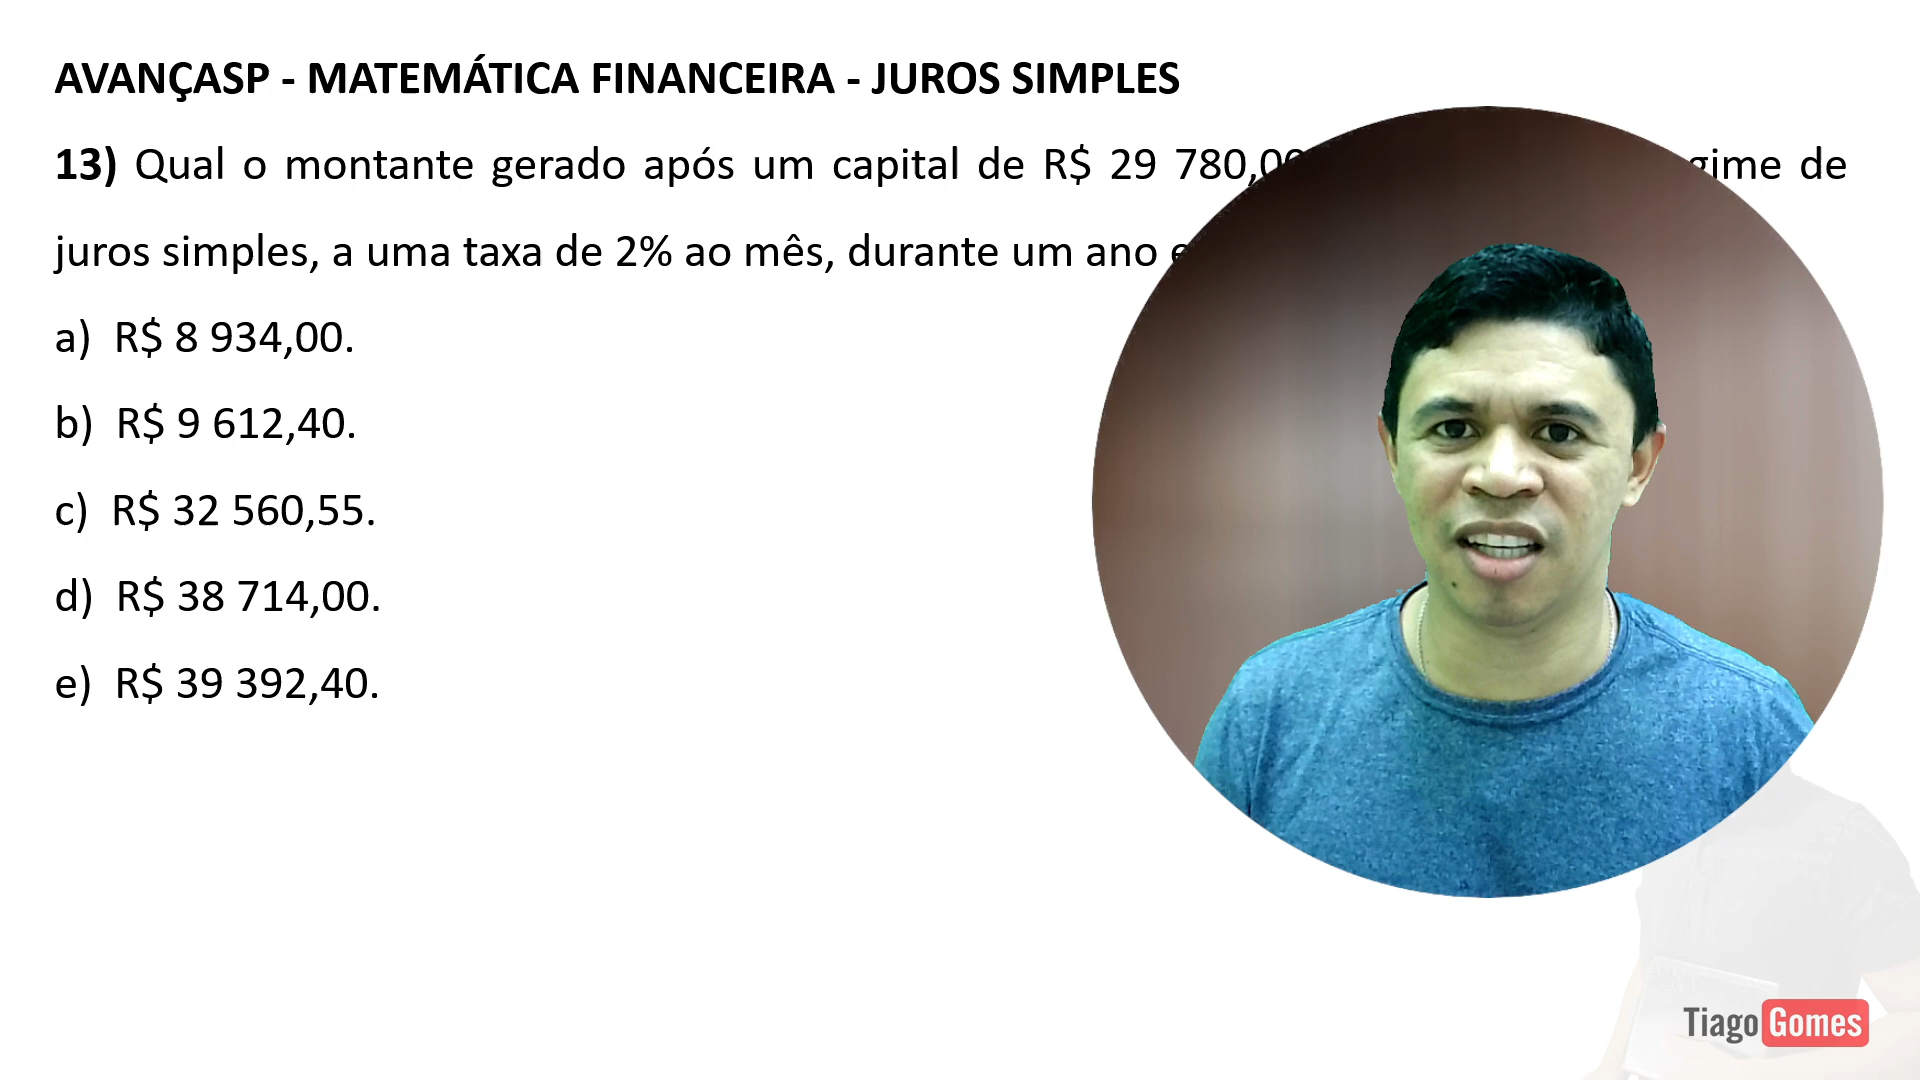 AVANÇASP - MATEMÁTICA FINANCEIRA - JUROS SIMPLES
13) Qual o montante gerado após um capital de R$ 29 780,00 de
juros simples, a uma taxa de 2% ao mês, durante um ano
a) R$ 8 934,00.
b) R$ 9 612,40.
c) R$ 32 560,55.
d) R$ 38 714,00.
e) R$ 39 392,40.
Tiago Gomes